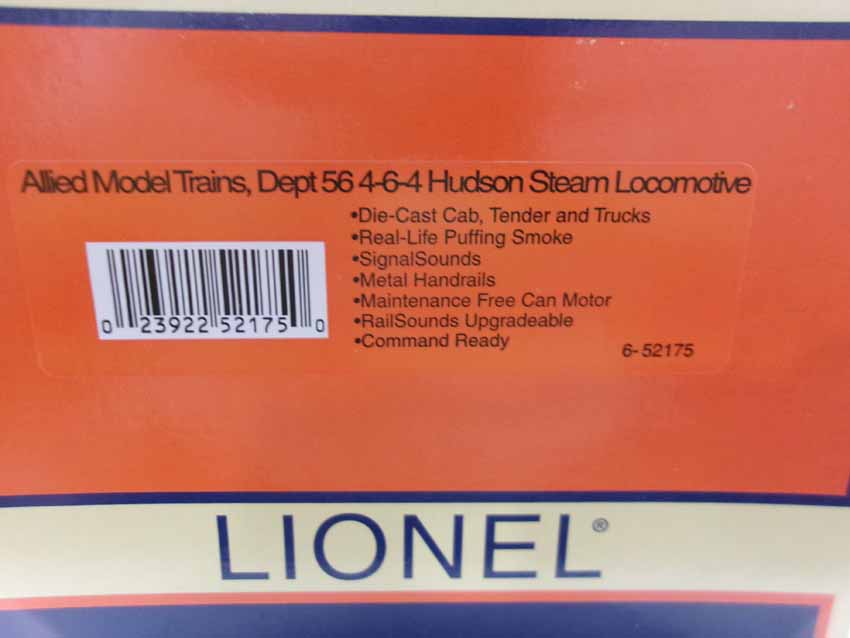 Allied Model Trains, Dept 56 4-6-4 Hudson Steam Locomotive
•Die-Cast Cab, Tender and Trucks
•Real-Life Puffing Smoke
•SignalSounds
•Metal Handrails
•Maintenance Free Can Motor
•RailSounds Upgradeable
•Command Ready
0 23922 52175 0
6-52175
LIONEL®